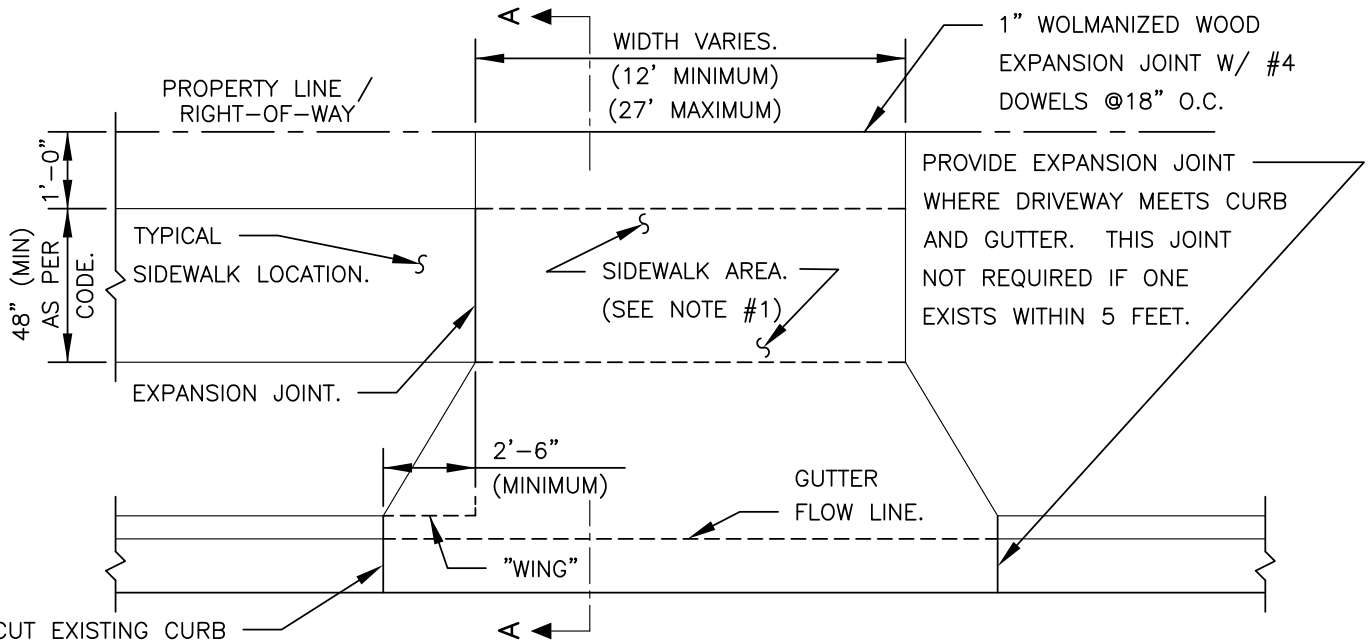 A
WIDTH VARIES.
(12' MINIMUM)
(27' MAXIMUM)
1" WOLMANIZED WOOD
EXPANSION JOINT W/ #4
DOWELS @18" O.C.
PROPERTY LINE /
RIGHT-OF-WAY
1'-0"
48" (MIN)
AS PER
CODE.
TYPICAL
SIDEWALK LOCATION.
SIDEWALK AREA.
(SEE NOTE #1)
PROVIDE EXPANSION JOINT
WHERE DRIVEWAY MEETS CURB
AND GUTTER. THIS JOINT
NOT REQUIRED IF ONE
EXISTS WITHIN 5 FEET.
EXPANSION JOINT.
2'-6"
(MINIMUM)
GUTTER
FLOW LINE.
"WING"
CUT EXISTING CURB
A